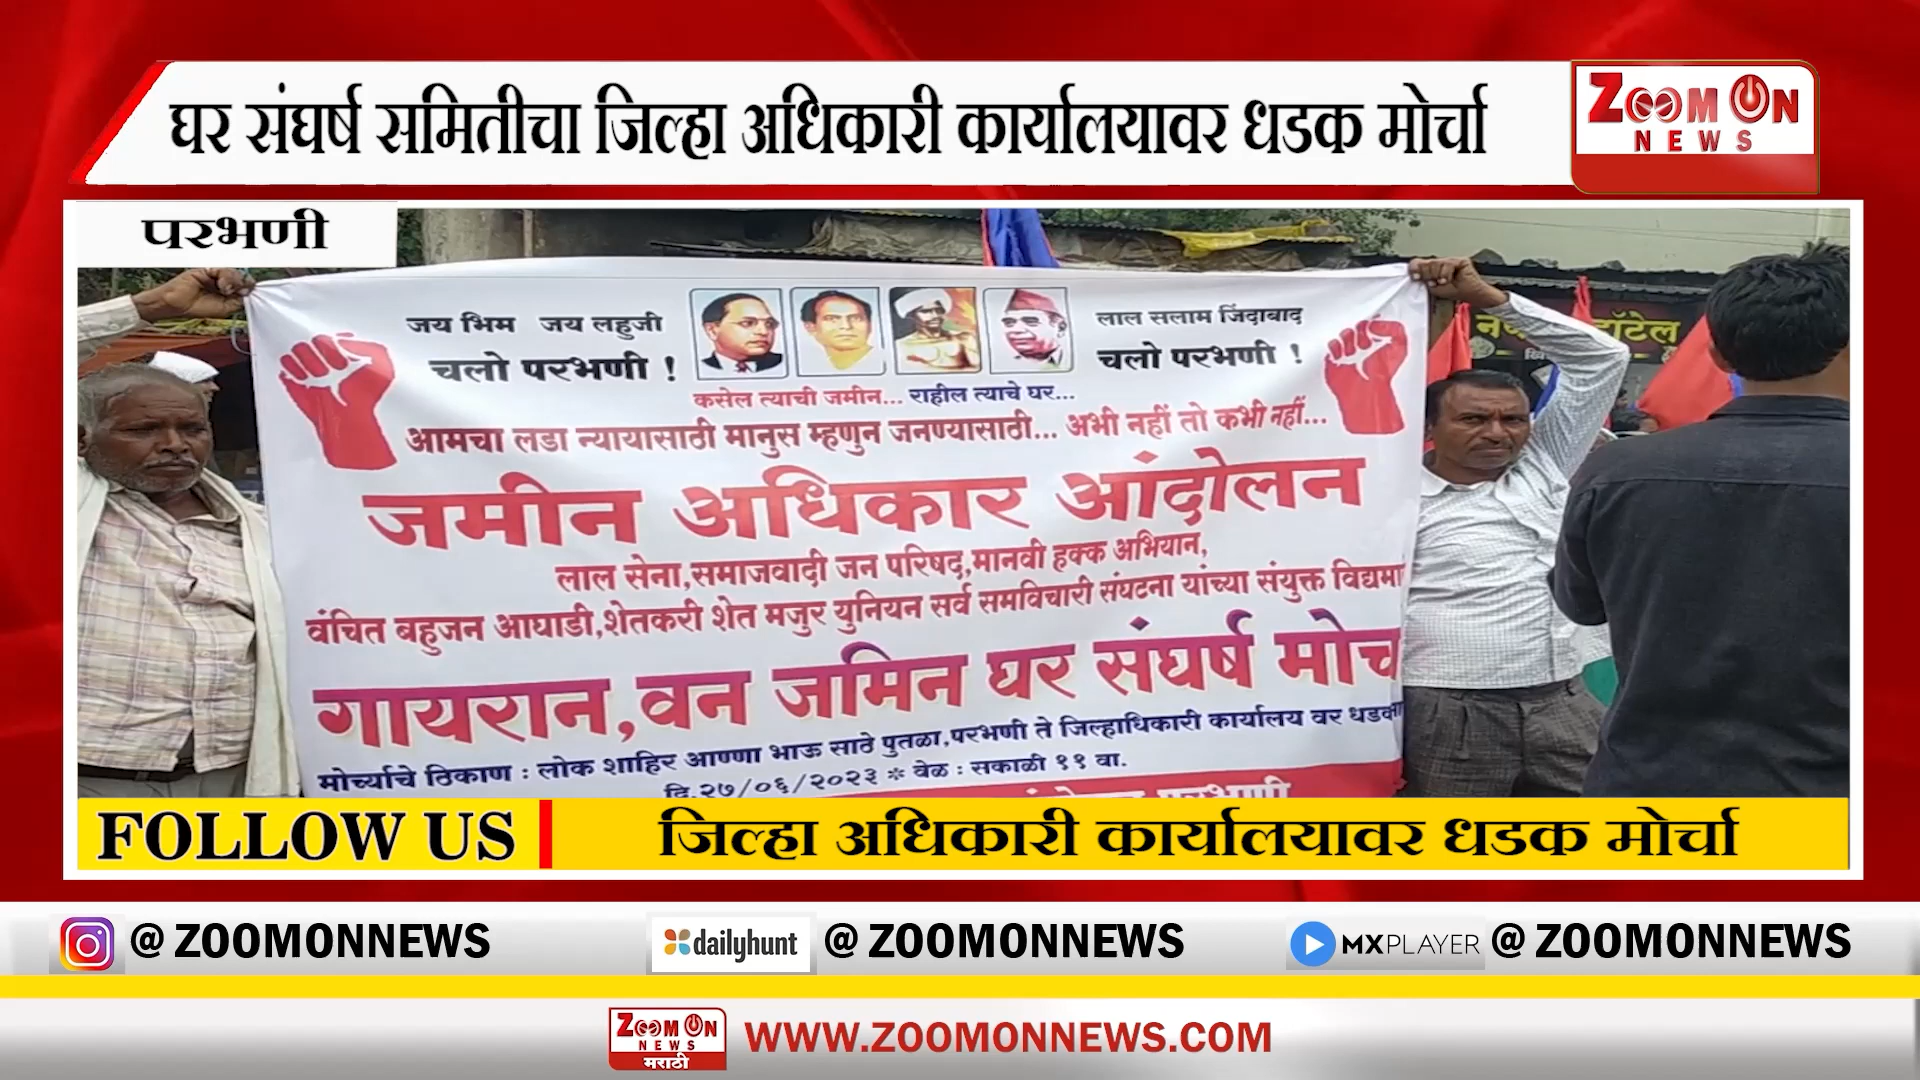 घर संघर्ष समितीचा जिल्हा अधिकारी कार्यालयावर धडक मोर्चा
ZOOM ON
NEWS
परभणी
जय भिम जय लहुजी
चलो परभणी !
लाल सलाम जिंदाबाद
चलो परभणी !
कसेल त्याची जमीन... राहील त्याचे घर...
आमचा लडा न्यायासाठी मानुस म्हणुन जनण्यासाठी... अभी नहीं तो कभी नहीं...
जमीन अधिकार आंदोलन
लाल सेना,समाजवादी जन परिषद,मानवी हक्क अभियान,
वंचित बहुजन आघाडी,शेतकरी शेत मजुर युनियन सर्व समविचारी संघटना यांच्या संयुक्त विद्यमा
गायरान,वन जमिन घर संघर्ष मोर्च
मोर्च्याचे ठिकाण : लोक शाहिर आण्णा भाऊ साठे पुतळा,परभणी ते जिल्हाधिकारी कार्यालय वर धडक
दि.२७/०६/२०२३ * वेळ : सकाळी ११ वा.
परभणी
हॉटेल
FOLLOW US
जिल्हा अधिकारी कार्यालयावर धडक मोर्चा
@ ZOOMONNEWS
dailyhunt @ ZOOMONNEWS
MXPLAYER @ ZOOMONNEWS
ZOOM ON
NEWS
मराठी
WWW.ZOOMONNEWS.COM